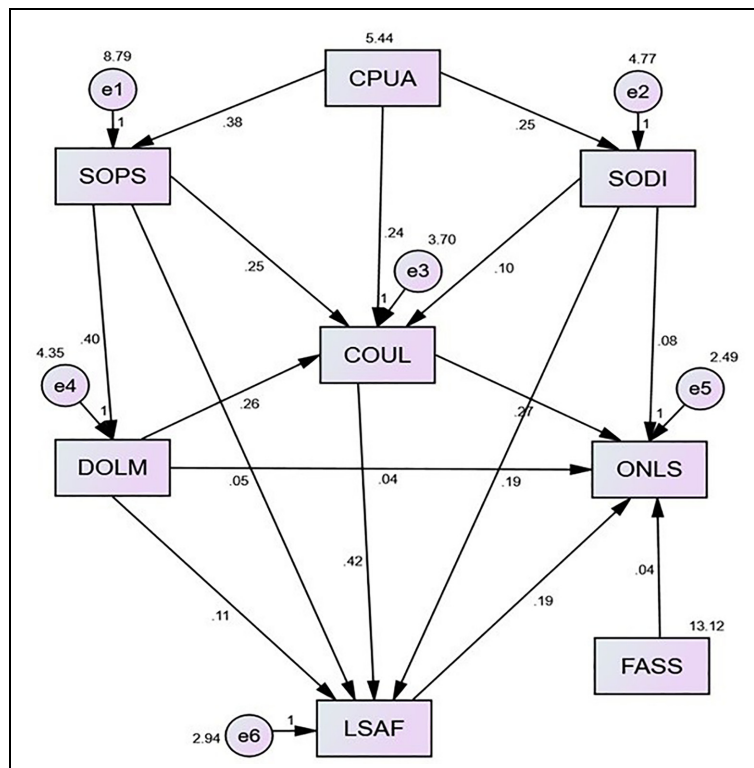 5.44
CPUA
8.79
e1
1
4.77
e2
1
.38
.25
SOPS
SODI
.24
3.70
e3
1
.25
.10
COUL
.40
.08
4.35
e4
1
2.49
e5
1
.26
.27
DOLM
ONLS
.05
.04
.19
.42
.04
.11
.19
13.12
FASS
LSAF
2.94
e6
1